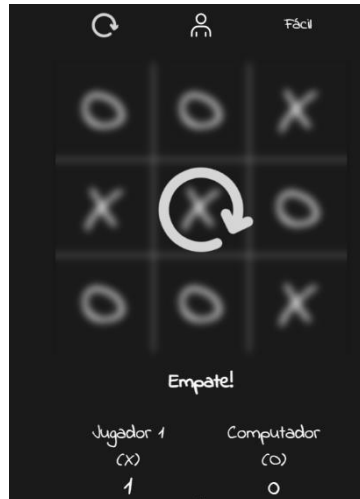 Fácil
O O X
X X O
O O X
Empate!
Jugador 1 Computador
(X) (O)
1 0